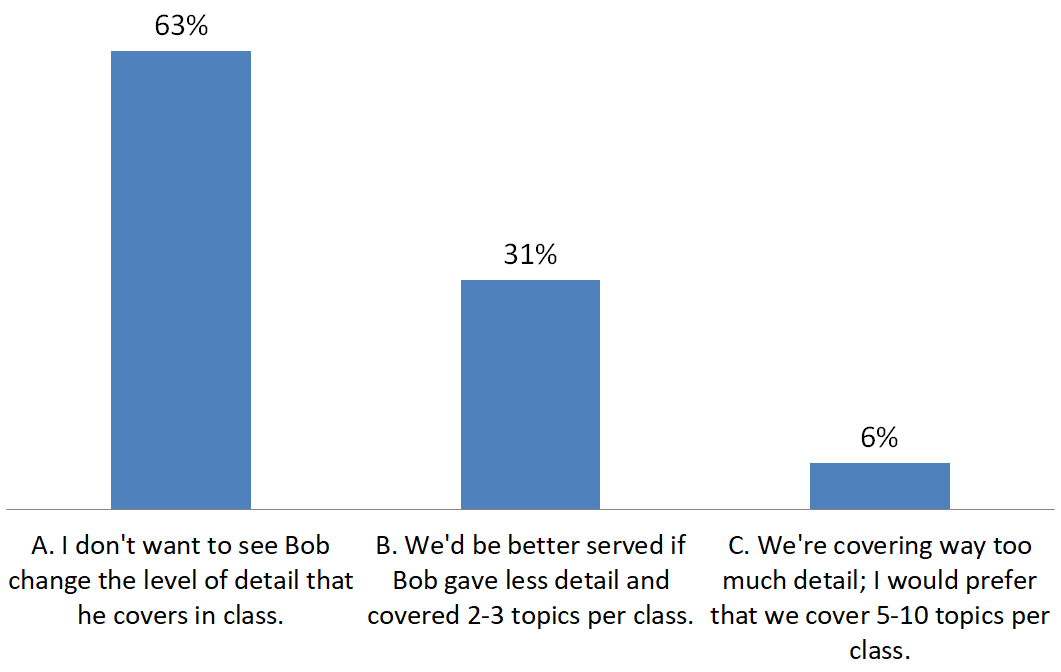 63%
31%
6%
A. I don't want to see Bob
change the level of detail that
he covers in class.
B. We'd be better served if
Bob gave less detail and
covered 2-3 topics per class.
C. We're covering way too
much detail; I would prefer
that we cover 5-10 topics per
class.